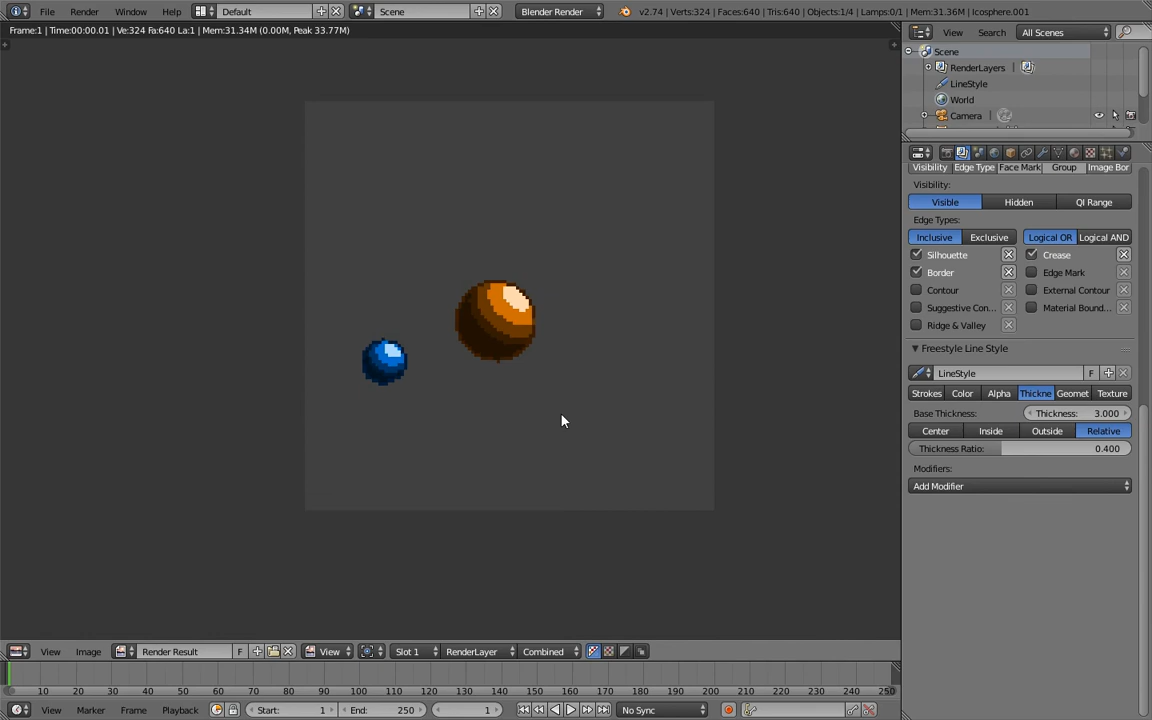 File Render Window Help Default Scene Blender Render v2.74 | Verts:324 | Faces:640 | Tris:640 | Objects:1/4 | Lamps:0/1 | Mem:31.36M | Icosphere.001
Frame:1 | Time:00:00.01 | Ve:324 Fa:640 La:1 | Mem:31.34M (0.00M, Peak 33.77M)
View Search All Scenes
Scene
RenderLayers
LineStyle
World
Camera
Visibility Edge Type Face Mark Group Image Bor
Visibility:
Visible Hidden QI Range
Edge Types:
Inclusive Exclusive Logical OR Logical AND
Silhouette Crease
Border Edge Mark
Contour External Contour
Suggestive Con... Material Bound...
Ridge & Valley
Freestyle Line Style
LineStyle F
Strokes Color Alpha Thickne Geomet Texture
Base Thickness: Thickness: 3.000
Center Inside Outside Relative
Thickness Ratio: 0.400
Modifiers:
Add Modifier
View Image Render Result F View Slot 1 RenderLayer Combined
10 20 30 40 50 60 70 80 90 100 110 120 130 140 150 160 170 180 190 200 210 220 230 240 250
View Marker Frame Playback Start: 1 End: 250 1 No Sync